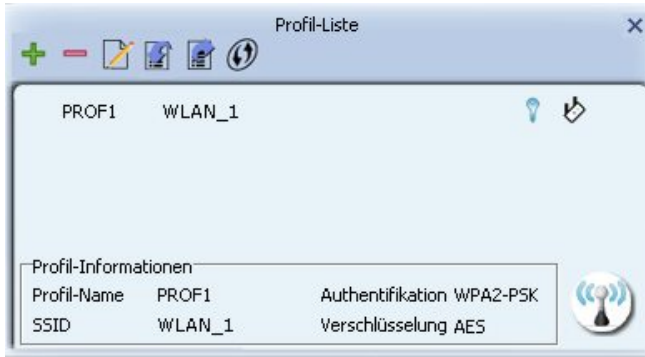 Profil-Liste
PROF1 WLAN_1
Profil-Informationen
Profil-Name PROF1 Authentifikation WPA2-PSK
SSID WLAN_1 Verschlüsselung AES